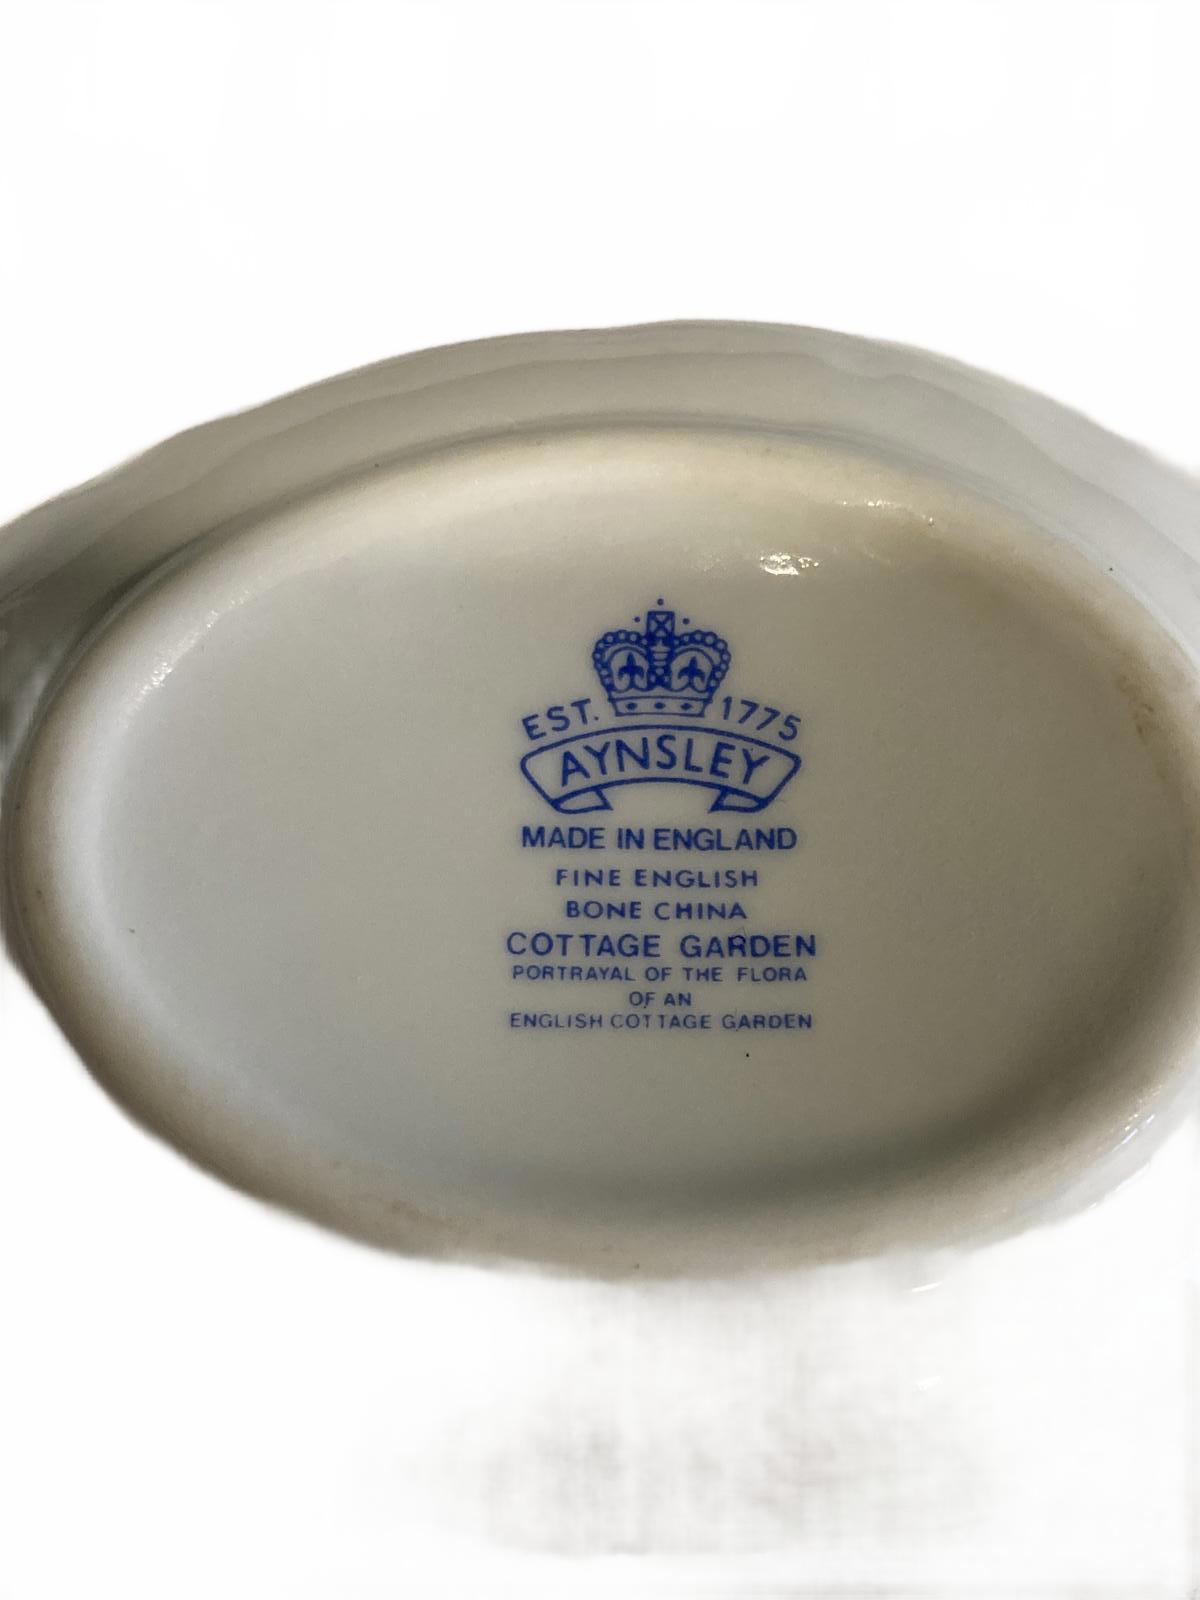 EST. 1775
AYNSLEY
MADE IN ENGLAND
FINE ENGLISH
BONE CHINA
COTTAGE GARDEN
PORTRAYAL OF THE FLORA
OF AN
ENGLISH COTTAGE GARDEN